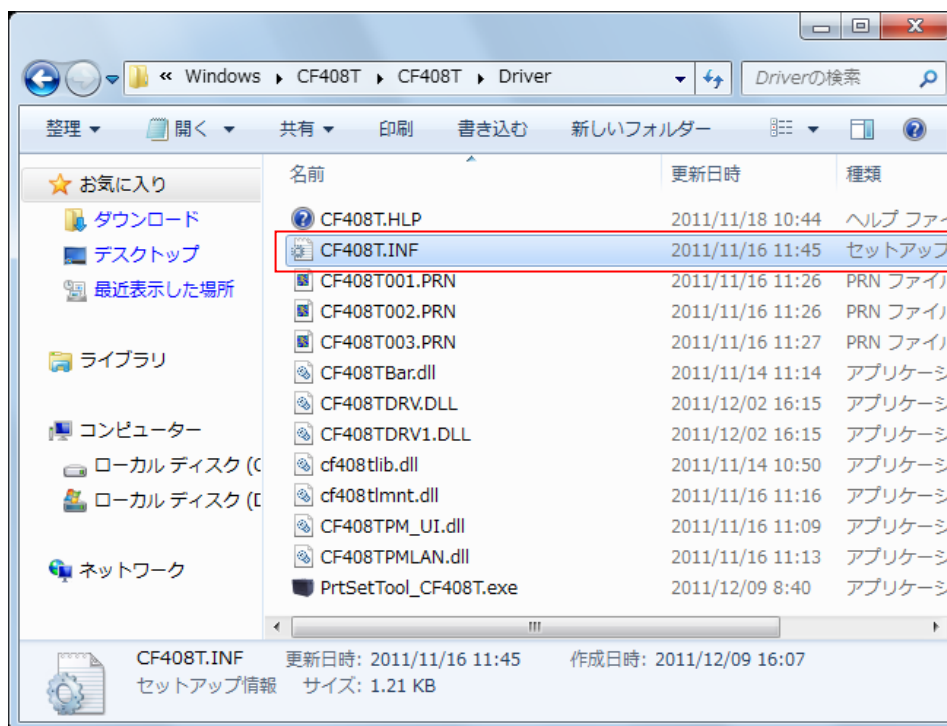 « Windows ▸ CF408T ▸ CF408T ▸ Driver Driverの検索
整理 開く 共有 印刷 書き込む 新しいフォルダー
名前 更新日時 種類
お気に入り
ダウンロード
デスクトップ
最近表示した場所
ライブラリ
コンピューター
ローカル ディスク (C
ローカル ディスク (D
ネットワーク
CF408T.HLP 2011/11/18 10:44 ヘルプ ファイ
CF408T.INF 2011/11/16 11:45 セットアップ
CF408T001.PRN 2011/11/16 11:26 PRN ファイル
CF408T002.PRN 2011/11/16 11:26 PRN ファイル
CF408T003.PRN 2011/11/16 11:27 PRN ファイル
CF408TBar.dll 2011/11/14 11:14 アプリケーシ
CF408TDRV.DLL 2011/12/02 16:15 アプリケーシ
CF408TDRV1.DLL 2011/12/02 16:15 アプリケーシ
cf408tlib.dll 2011/11/14 10:50 アプリケーシ
cf408tlmnt.dll 2011/11/16 11:16 アプリケーシ
CF408TPM_UI.dll 2011/11/16 11:09 アプリケーシ
CF408TPMLAN.dll 2011/11/16 11:13 アプリケーシ
PrtSetTool_CF408T.exe 2011/12/09 8:40 アプリケーシ
CF408T.INF 更新日時: 2011/11/16 11:45 作成日時: 2011/12/09 16:07
セットアップ情報 サイズ: 1.21 KB